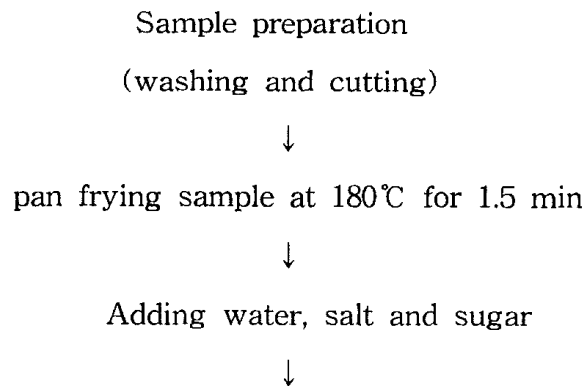 Sample preparation
(washing and cutting)
↓
pan frying sample at 180℃ for 1.5 min
↓
Adding water, salt and sugar
↓